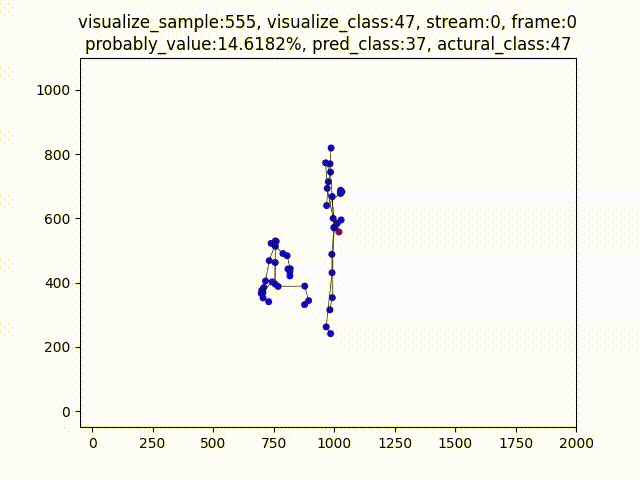 visualize_sample:555, visualize_class:47, stream:0, frame:0
probably_value:14.6182%, pred_class:37, actural_class:47
1000
800
600
400
200
0
0 250 500 750 1000 1250 1500 1750 2000